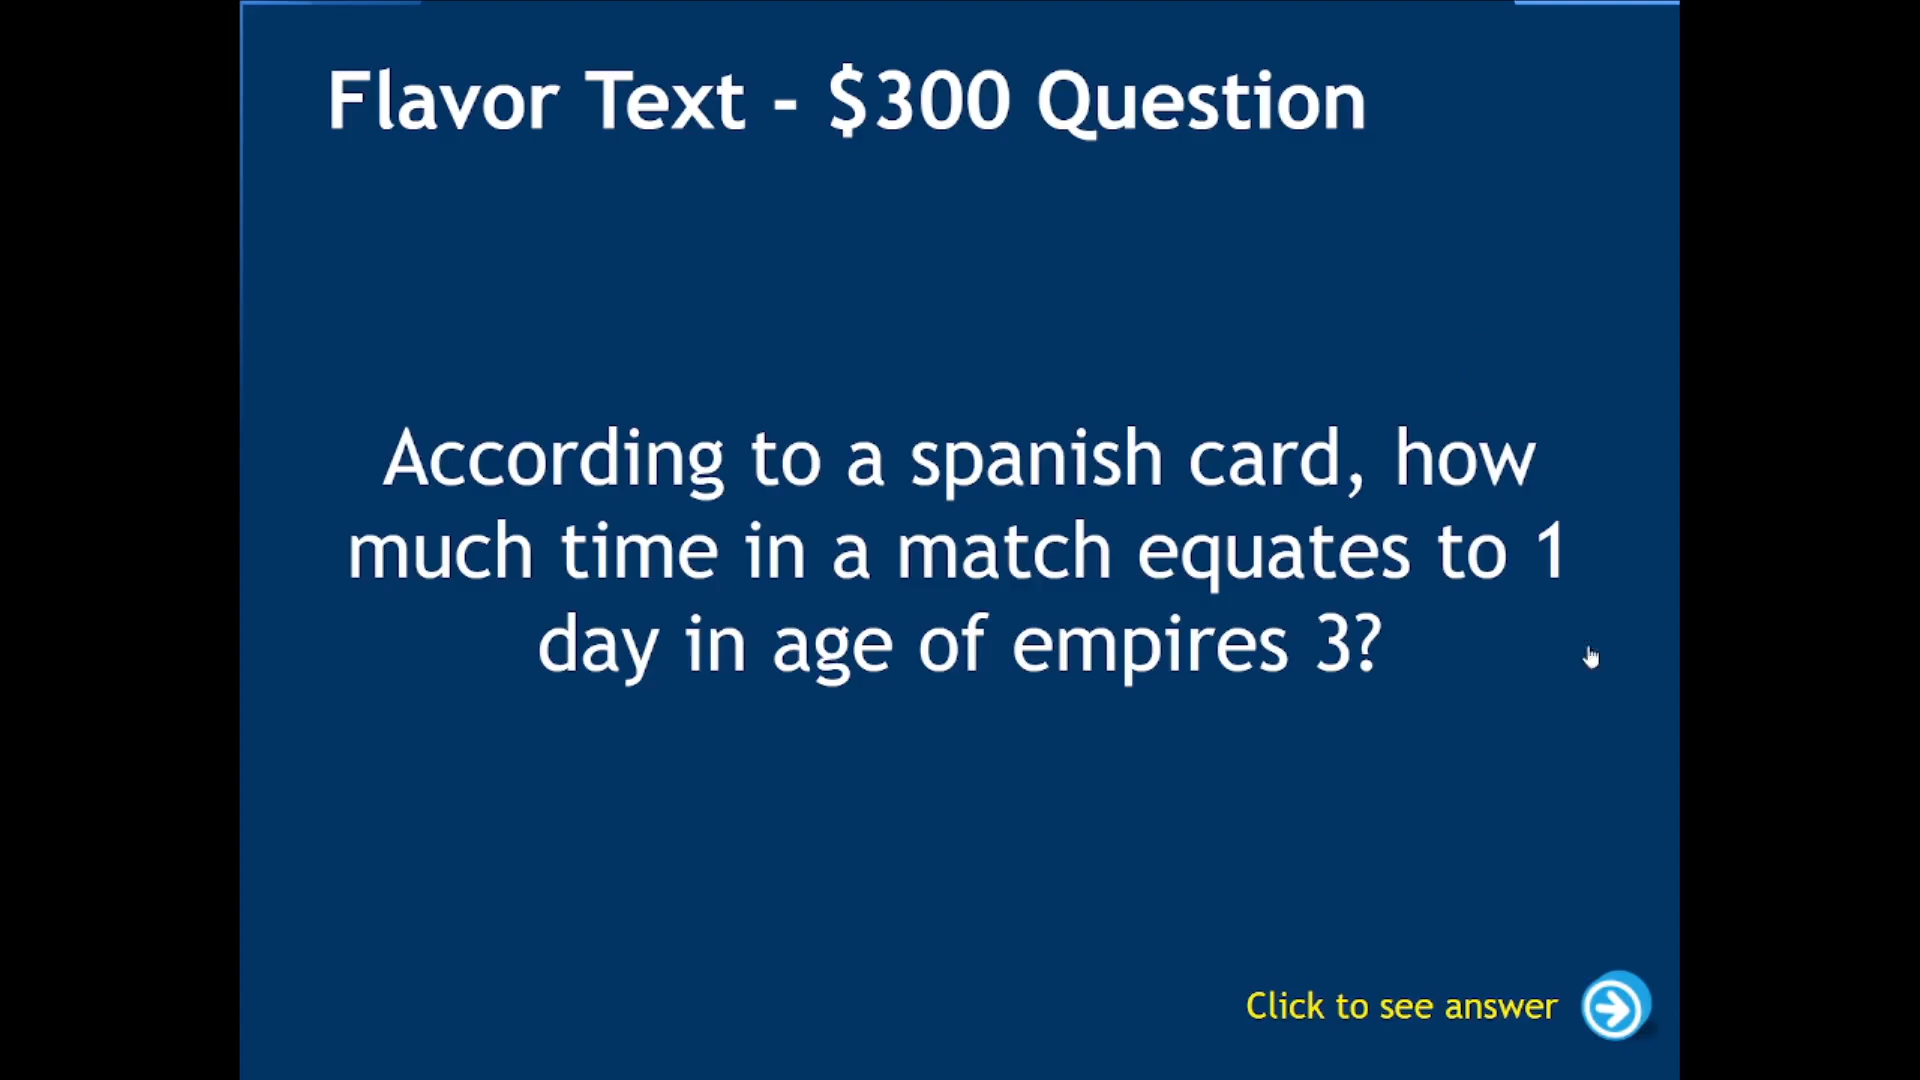 Flavor Text - $300 Question
According to a spanish card, how
much time in a match equates to 1
day in age of empires 3?
Click to see answer